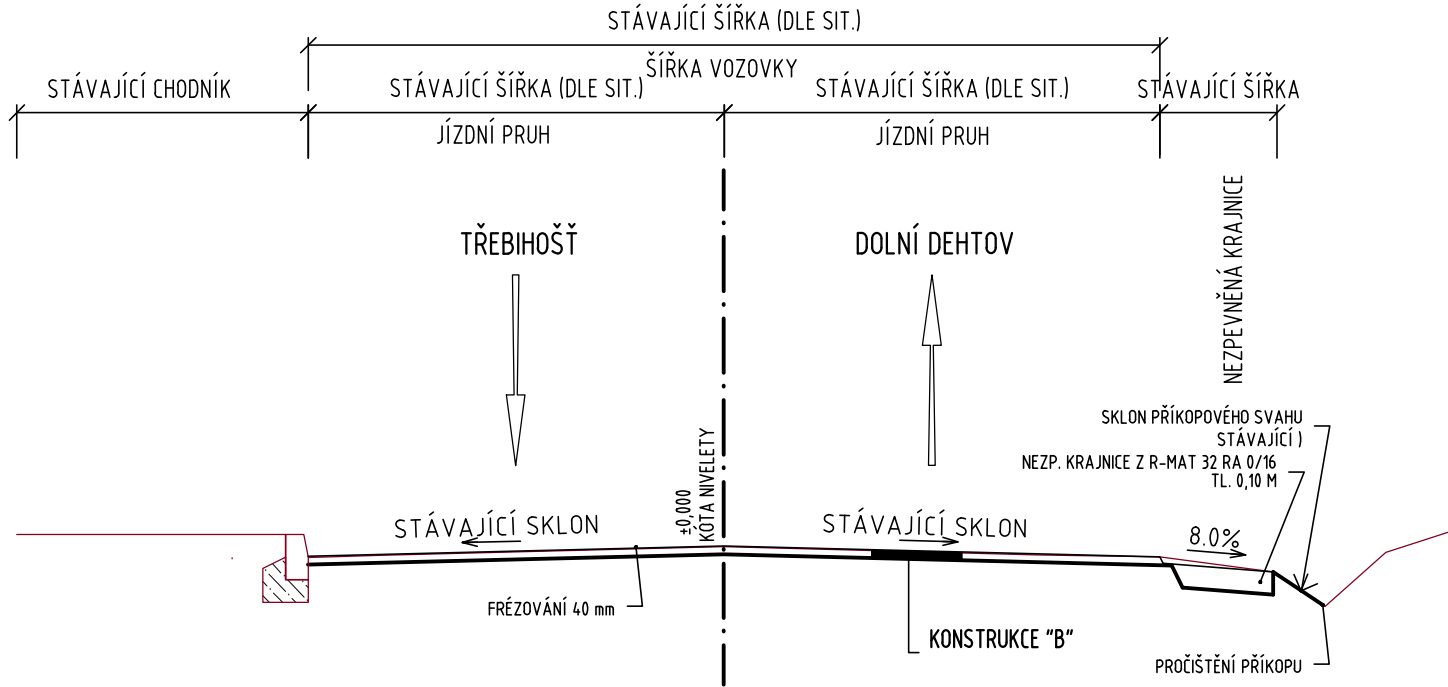 STÁVAJÍCÍ ŠÍŘKA (DLE SIT.)
ŠÍŘKA VOZOVKY
STÁVAJÍCÍ CHODNÍK
STÁVAJÍCÍ ŠÍŘKA (DLE SIT.)
STÁVAJÍCÍ ŠÍŘKA (DLE SIT.)
STÁVAJÍCÍ ŠÍŘKA
JÍZDNÍ PRUH
JÍZDNÍ PRUH
NEZPEVNĚNÁ KRAJNICE
TŘEBIHOŠŤ
DOLNÍ DEHTOV
SKLON PŘÍKOPOVÉHO SVAHU
STÁVAJÍCÍ )
NEZP. KRAJNICE Z R-MAT 32 RA 0/16
TL. 0,10 M
±0,000
KÓTA NIVELETY
STÁVAJÍCÍ SKLON
STÁVAJÍCÍ SKLON
8.0%
FRÉZOVÁNÍ 40 mm
KONSTRUKCE "B"
PROČIŠTĚNÍ PŘÍKOPU